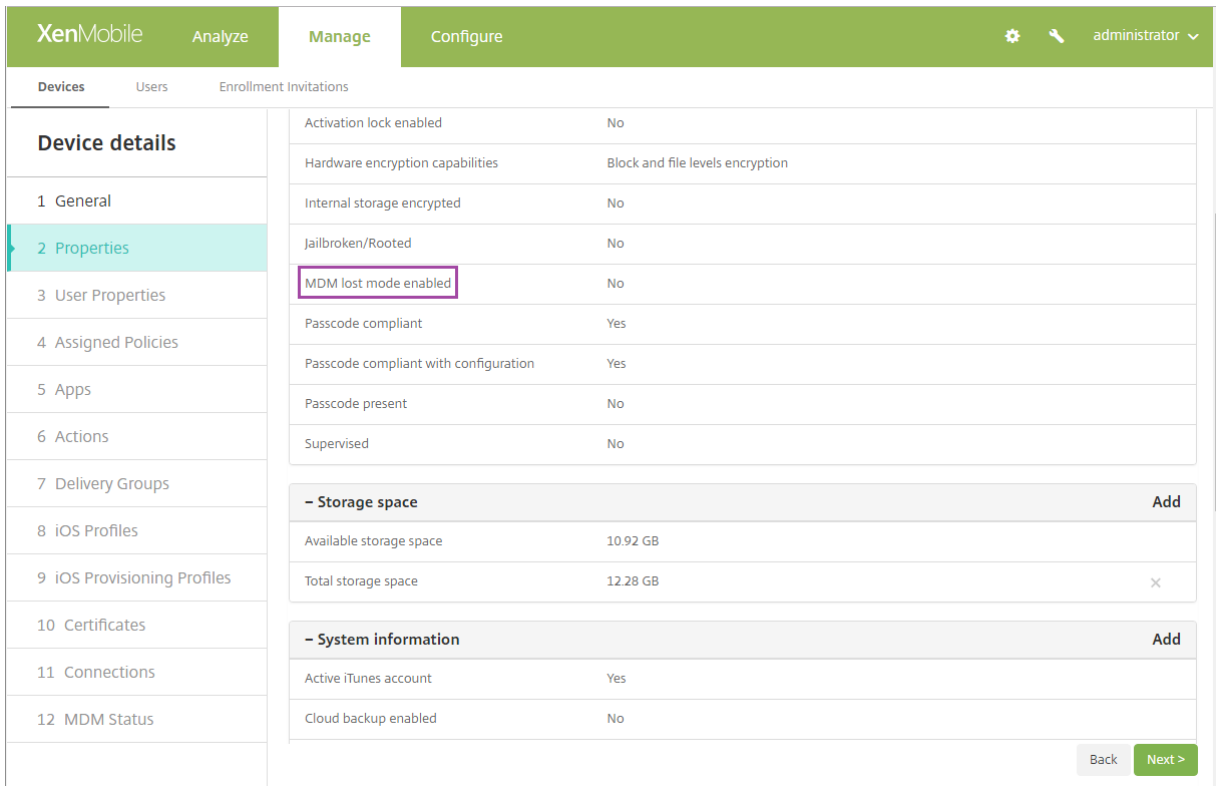 XenMobile Analyze Manage Configure administrator
Devices Users Enrollment Invitations
Device details
1 General
2 Properties
3 User Properties
4 Assigned Policies
5 Apps
6 Actions
7 Delivery Groups
8 iOS Profiles
9 iOS Provisioning Profiles
10 Certificates
11 Connections
12 MDM Status
Activation lock enabled No
Hardware encryption capabilities Block and file levels encryption
Internal storage encrypted No
Jailbroken/Rooted No
MDM lost mode enabled No
Passcode compliant Yes
Passcode compliant with configuration Yes
Passcode present No
Supervised No
– Storage space Add
Available storage space 10.92 GB
Total storage space 12.28 GB ×
– System information Add
Active iTunes account Yes
Cloud backup enabled No
Back Next >